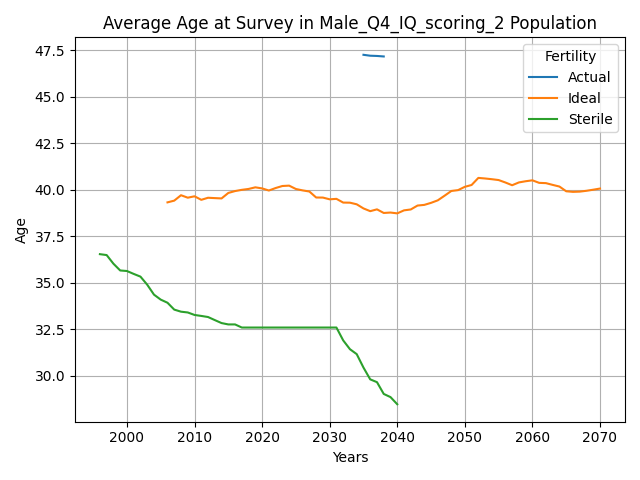 Average Age at Survey in Male_Q4_IQ_scoring_2 Population
47.5
45.0
42.5
40.0
37.5
35.0
32.5
30.0
Age
Fertility
Actual
Ideal
Sterile
2000 2010 2020 2030 2040 2050 2060 2070
Years